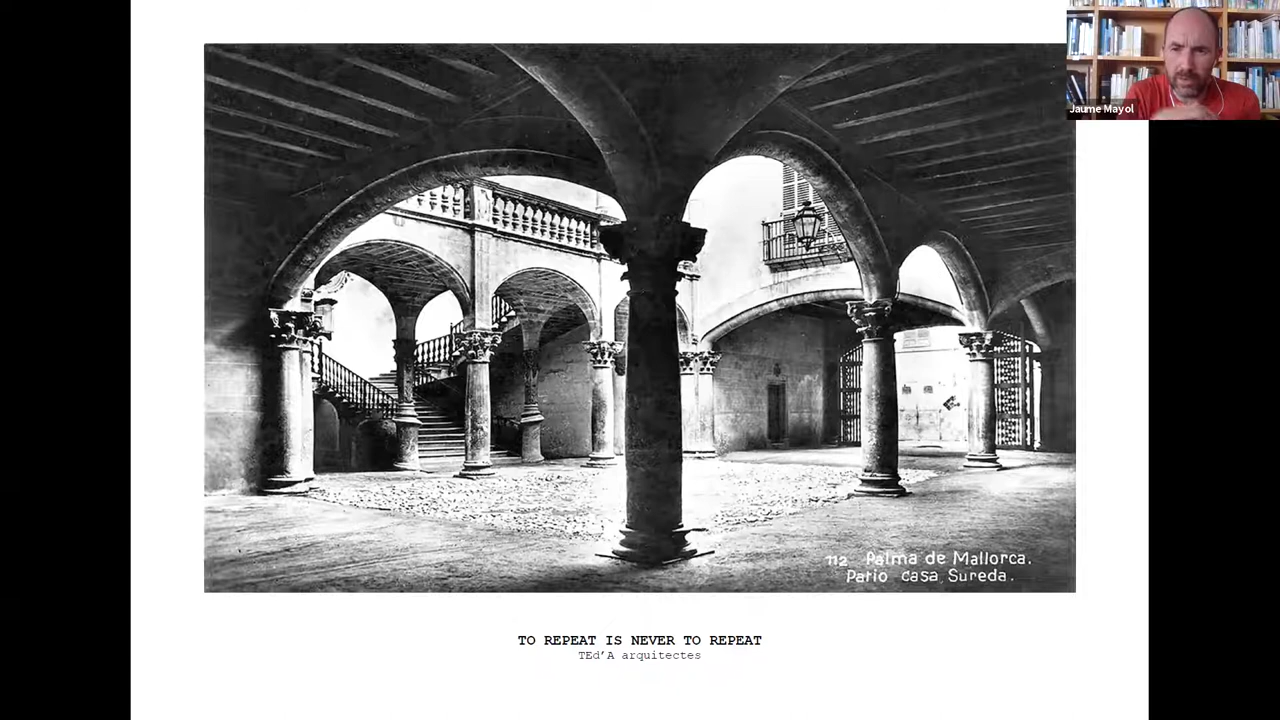 Jaume Mayol
112 Palma de Mallorca.
Patio casa Sureda.
TO REPEAT IS NEVER TO REPEAT
TEd'A arquitectes